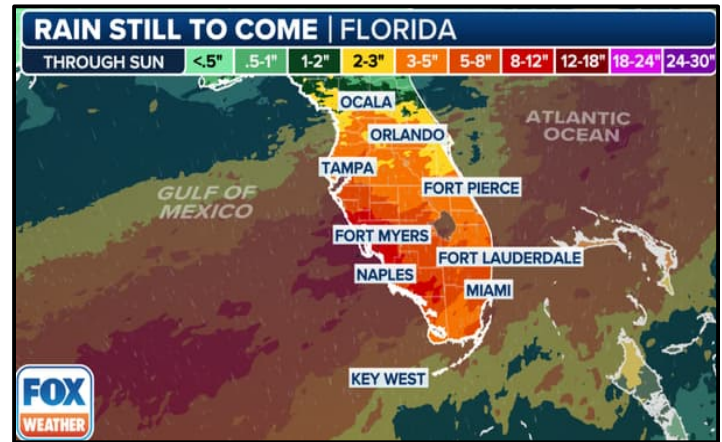 RAIN STILL TO COME | FLORIDA
THROUGH SUN <.5" .5-1" 1-2" 2-3" 3-5" 5-8" 8-12" 12-18" 18-24" 24-30"
OCALA
ATLANTIC
OCEAN
ORLANDO
TAMPA
GULF OF
MEXICO
FORT PIERCE
FORT MYERS
FORT LAUDERDALE
NAPLES
MIAMI
KEY WEST
FOX
WEATHER